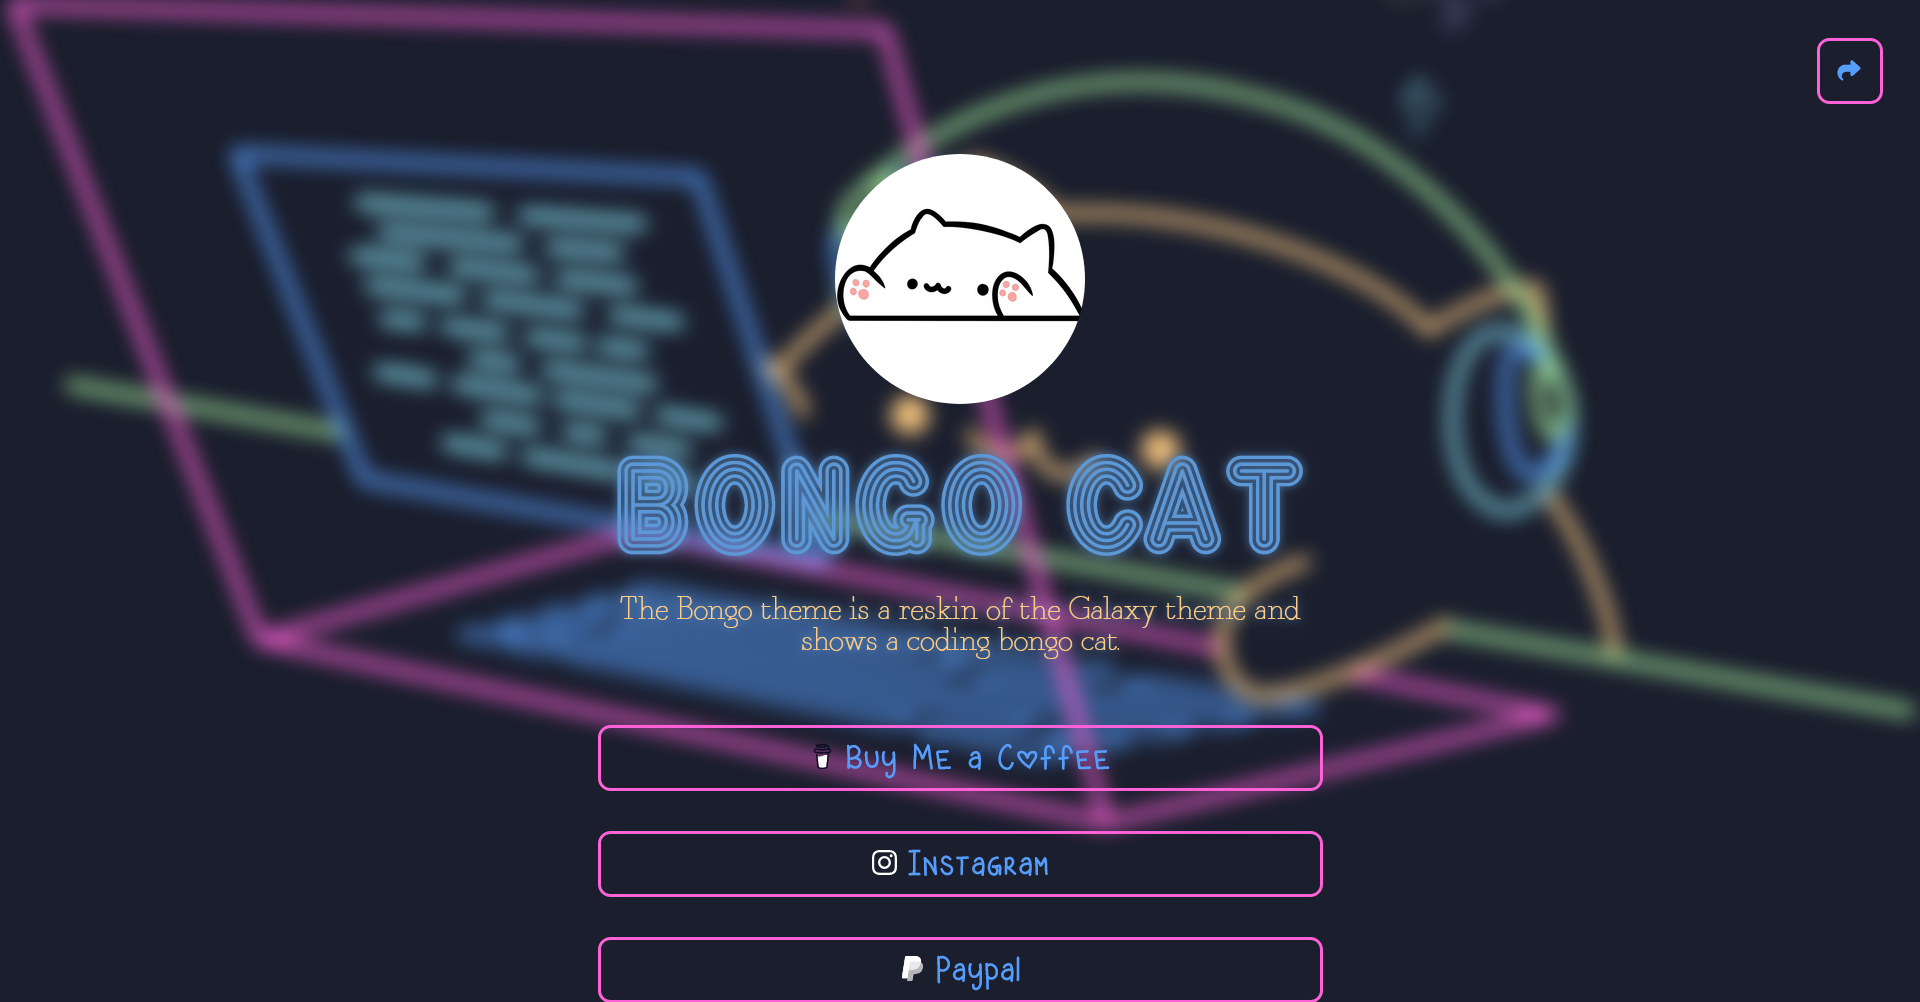 BONGO CAT
The Bongo theme is a reskin of the Galaxy theme and
shows a coding bongo cat.
Buy Me a Coffee
Instagram
Paypal